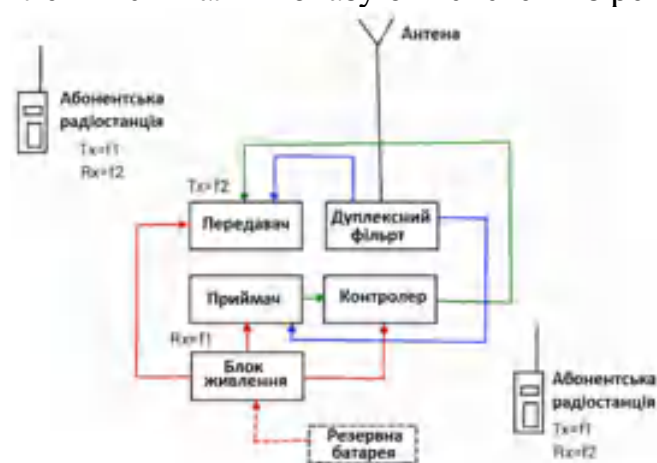 Антена
Абонентська
радіостанція
Tx=f1
Rx=f2
Tx=f2
Передавач
Дуплексний
фільрт
Приймач
Контролер
Rx=f1
Блок
живлення
Абонентська
радіостанція
Tx=f1
Rx=f2
Резервна
батарея